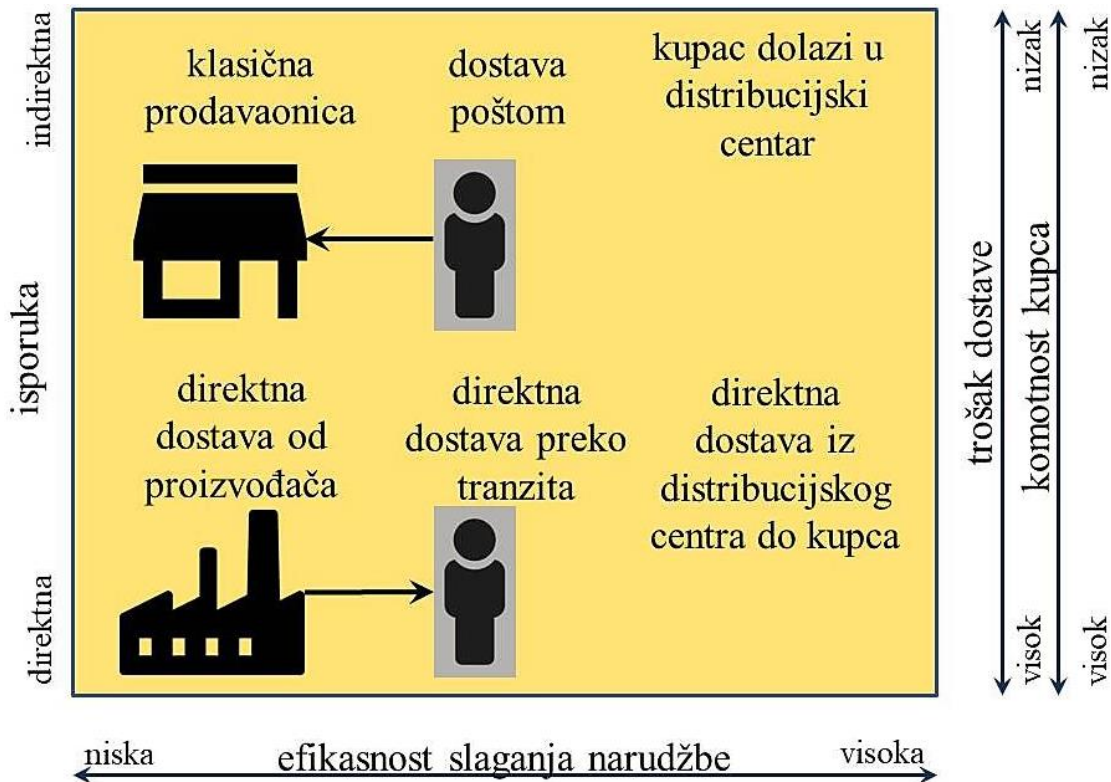 indirektna
isporuka
direktna
klasična
prodavaonica
dostava
poštom
kupac dolazi u
distribucijski
centar
direktna
dostava od
proizvođača
direktna
dostava preko
tranzita
direktna
dostava iz
distribucijskog
centra do kupca
trošak dostave
nizak
visok
komotnost kupca
nizak
visok
niska
efikasnost slaganja narudžbe
visoka